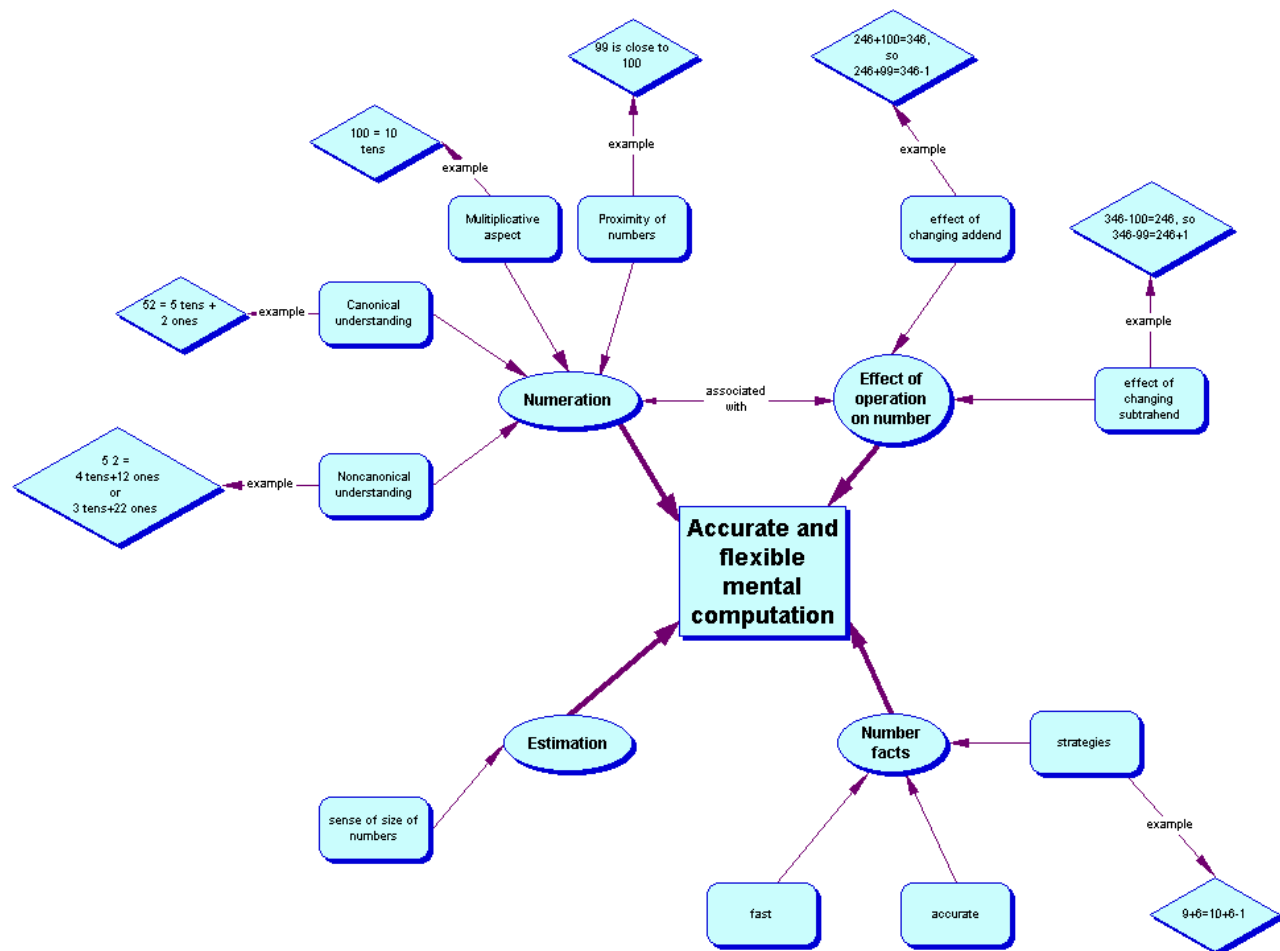 99 is close to
100
246+100=346,
so
246+99=346-1
100 = 10
tens
example
example
example
Mulitiplicative
aspect
Proximity of
numbers
effect of
changing addend
346-100=246, so
346-99=246+1
52 = 5 tens +
2 ones
example
Canonical
understanding
example
Numeration
associated
with
Effect of
operation
on number
effect of
changing
subtrahend
5 2 =
4 tens+12 ones
or
3 tens+22 ones
example
Noncanonical
understanding
Accurate and
flexible
mental
computation
Estimation
Number
facts
strategies
sense of size of
numbers
example
fast
accurate
9+6=10+6-1